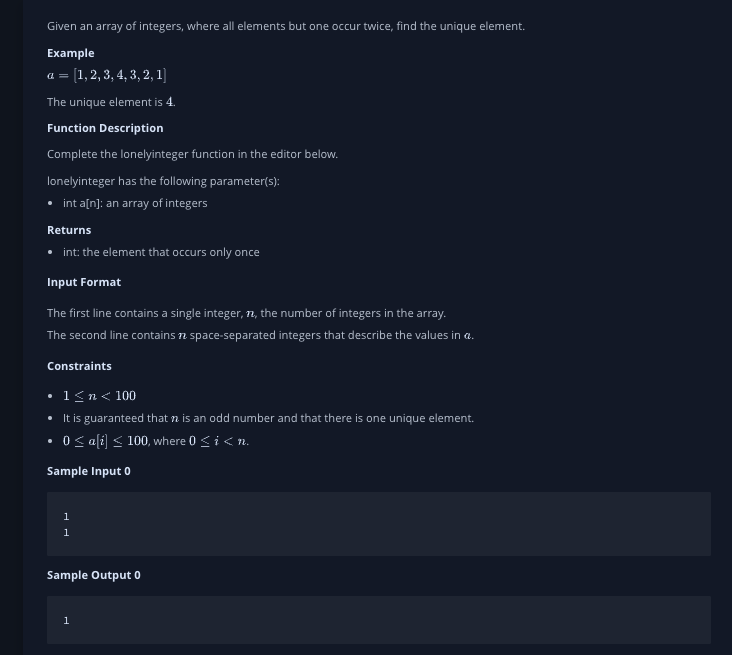 Given an array of integers, where all elements but one occur twice, find the unique element.
Example
a = [1, 2, 3, 4, 3, 2, 1]
The unique element is 4.
Function Description
Complete the lonelyinteger function in the editor below.
lonelyinteger has the following parameter(s):
• int a[n]: an array of integers
Returns
• int: the element that occurs only once
Input Format
The first line contains a single integer, n, the number of integers in the array.
The second line contains n space-separated integers that describe the values in a.
Constraints
• 1 ≤ n < 100
• It is guaranteed that n is an odd number and that there is one unique element.
• 0 ≤ a[i] ≤ 100, where 0 ≤ i < n.
Sample Input 0
1
1
Sample Output 0
1